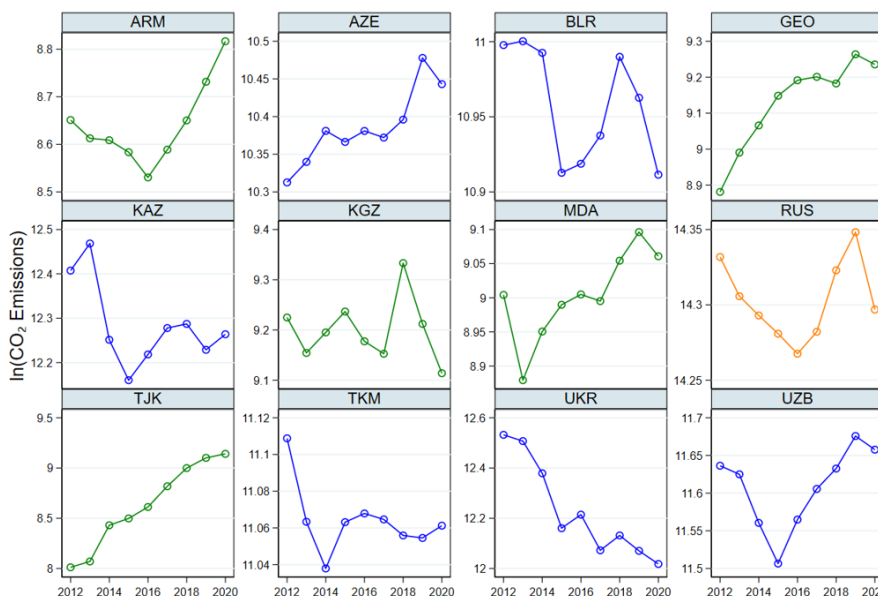 ARM AZE BLR GEO
8.8 10.5 11 9.3
8.7 10.45 10.95 9.2
8.6 10.4 10.9 9.1
8.5 10.35 9
10.3 8.9
KAZ KGZ MDA RUS
12.5 9.4 9.1 14.35
12.4 9.3 9.05 14.3
12.3 9.2 9 14.25
12.2 9.1 8.95
8.9
ln(CO2 Emissions)
TJK TKM UKR UZB
9.5 11.12 12.6 11.7
9 11.1 12.4 11.65
8.5 11.08 12.2 11.6
8 11.06 12 11.55
11.04 11.5
2012 2014 2016 2018 2020 2012 2014 2016 2018 2020 2012 2014 2016 2018 2020 2012 2014 2016 2018 2020